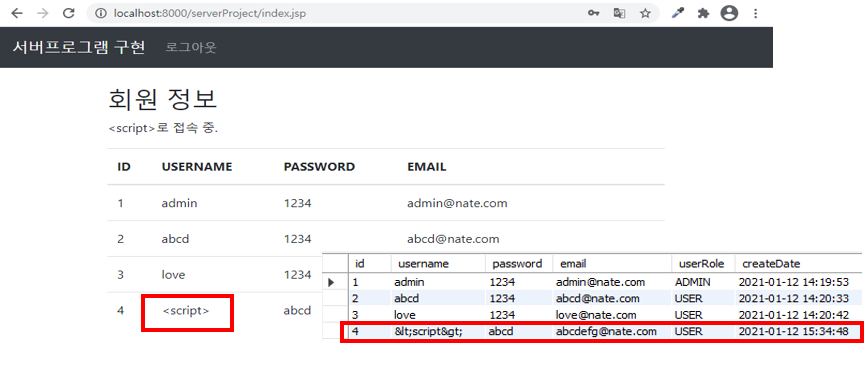 localhost:8000/serverProject/index.jsp
서버프로그램 구현 로그아웃
회원 정보
<script>로 접속 중.
ID USERNAME PASSWORD EMAIL
1 admin 1234 admin@nate.com
2 abcd 1234 abcd@nate.com
3 love 1234
4 <script> abcd
id username password email userRole createDate
1 admin 1234 admin@nate.com ADMIN 2021-01-12 14:19:53
2 abcd 1234 abcd@nate.com USER 2021-01-12 14:20:33
3 love 1234 love@nate.com USER 2021-01-12 14:20:42
4 &lt;script&gt; abcd abcdefg@nate.com USER 2021-01-12 15:34:48